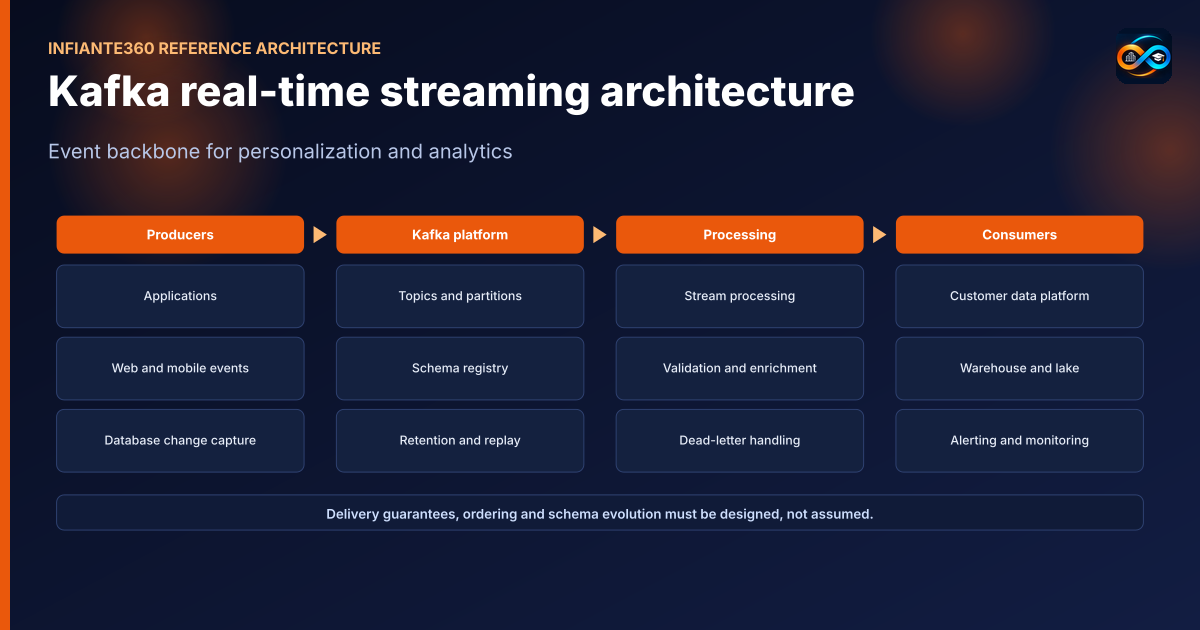 INFIANTE360 REFERENCE ARCHITECTURE
Kafka real-time streaming architecture
Event backbone for personalization and analytics
Producers
Kafka platform
Processing
Consumers
Applications
Topics and partitions
Stream processing
Customer data platform
Web and mobile events
Schema registry
Validation and enrichment
Warehouse and lake
Database change capture
Retention and replay
Dead-letter handling
Alerting and monitoring
Delivery guarantees, ordering and schema evolution must be designed, not assumed.